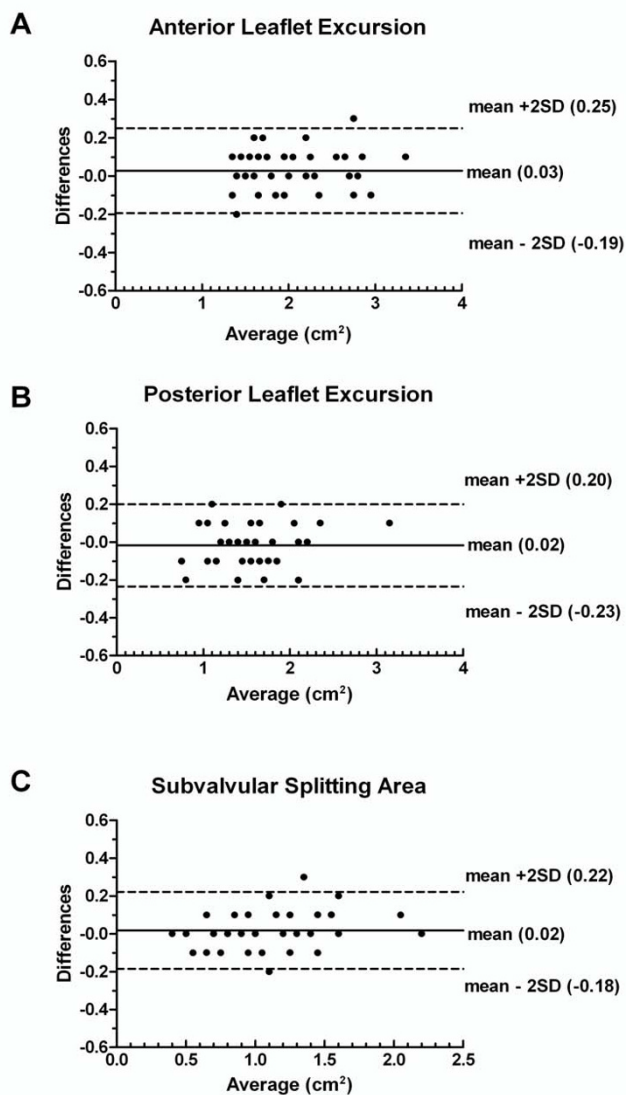 A
Anterior Leaflet Excursion
0.6
0.4
0.2
-0.0
-0.2
-0.4
-0.6
Differences
0
1
2
3
4
Average (cm²)
mean +2SD (0.25)
mean (0.03)
mean - 2SD (-0.19)
B
Posterior Leaflet Excursion
0.6
0.4
0.2
-0.0
-0.2
-0.4
-0.6
Differences
0
1
2
3
4
Average (cm²)
mean +2SD (0.20)
mean (0.02)
mean - 2SD (-0.23)
C
Subvalvular Splitting Area
0.6
0.4
0.2
-0.0
-0.2
-0.4
-0.6
Differences
0.0
0.5
1.0
1.5
2.0
2.5
Average (cm²)
mean +2SD (0.22)
mean (0.02)
mean - 2SD (-0.18)